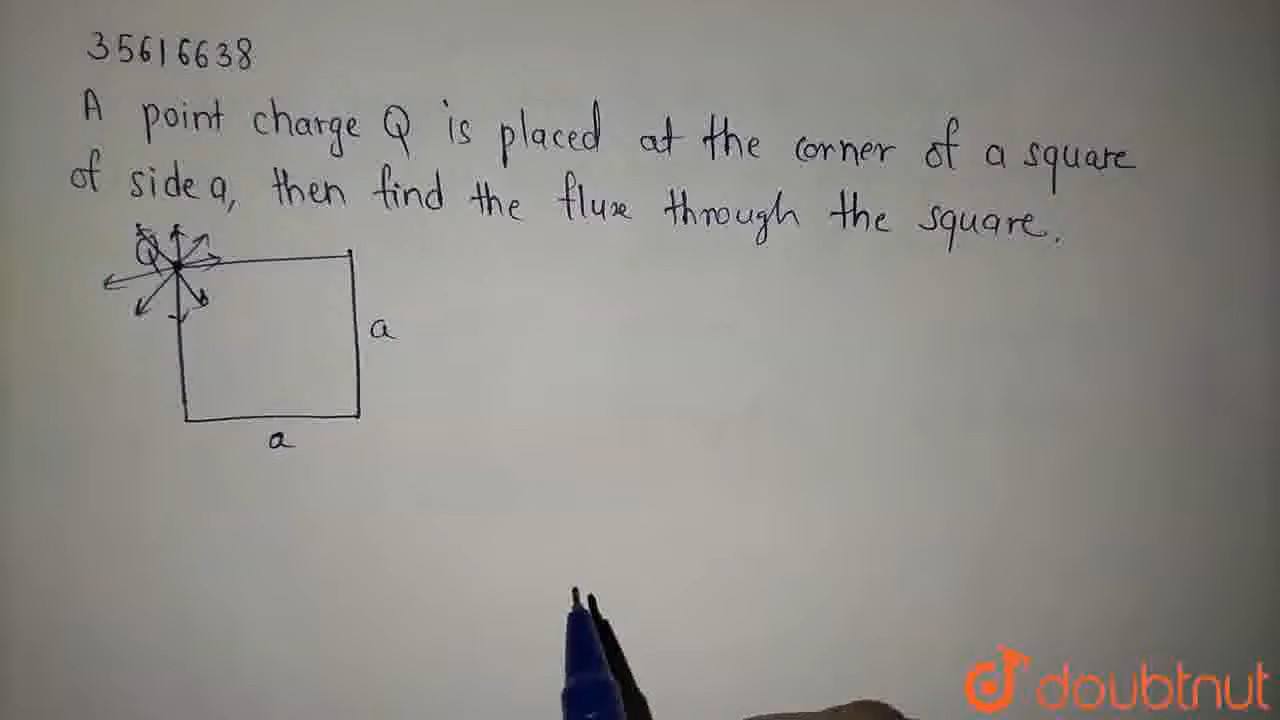 35616638
A point charge Q is placed at the corner of a square
of side a, then find the flux through the square.
Q
a
a
doubtnut